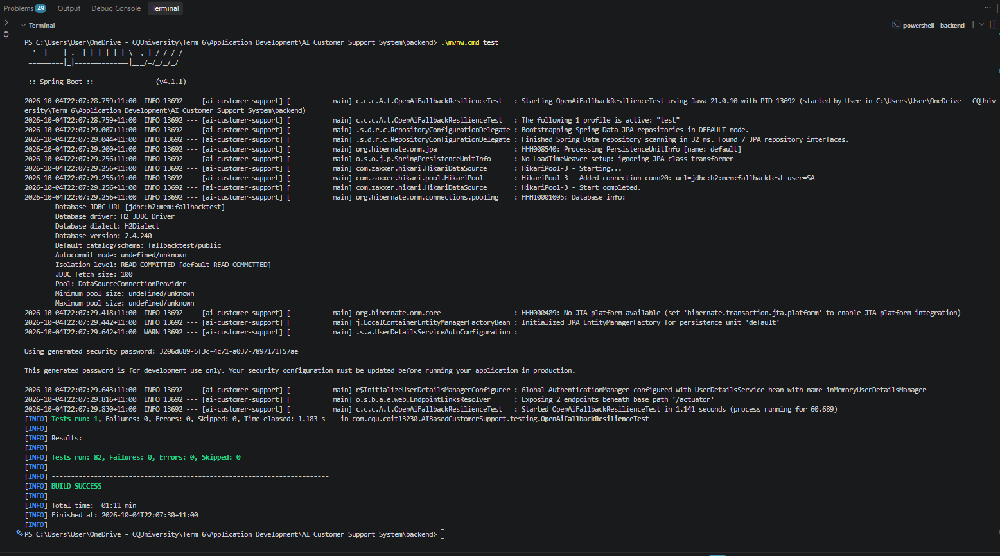 Problems 49 Output Debug Console Terminal
Terminal
powershell - backend
PS C:\Users\User\OneDrive - CQUniversity\Term 6\Application Development\AI Customer Support System\backend> .\mvnw.cmd test
  '  |____| .__|_| |_|_| |_\__, | / / / /
 =========|_|==============|___/=/_/_/_/
 :: Spring Boot ::                (v4.1.1)
2026-10-04T22:07:28.759+11:00  INFO 13692 --- [ai-customer-support] [           main] c.c.c.A.t.OpenAiFallbackResilienceTest   : Starting OpenAiFallbackResilienceTest using Java 21.0.10 with PID 13692 (started by User in C:\Users\User\OneDrive - CQUniv
ersity\Term 6\Application Development\AI Customer Support System\backend)
2026-10-04T22:07:28.759+11:00  INFO 13692 --- [ai-customer-support] [           main] c.c.c.A.t.OpenAiFallbackResilienceTest   : The following 1 profile is active: "test"
2026-10-04T22:07:29.007+11:00  INFO 13692 --- [ai-customer-support] [           main] .s.d.r.c.RepositoryConfigurationDelegate : Bootstrapping Spring Data JPA repositories in DEFAULT mode.
2026-10-04T22:07:29.044+11:00  INFO 13692 --- [ai-customer-support] [           main] .s.d.r.c.RepositoryConfigurationDelegate : Finished Spring Data repository scanning in 32 ms. Found 7 JPA repository interfaces.
2026-10-04T22:07:29.200+11:00  INFO 13692 --- [ai-customer-support] [           main] org.hibernate.orm.jpa                    : HHH008540: Processing PersistenceUnitInfo [name: default]
2026-10-04T22:07:29.256+11:00  INFO 13692 --- [ai-customer-support] [           main] o.s.o.j.p.SpringPersistenceUnitInfo      : No LoadTimeWeaver setup: ignoring JPA class transformer
2026-10-04T22:07:29.256+11:00  INFO 13692 --- [ai-customer-support] [           main] com.zaxxer.hikari.HikariDataSource       : HikariPool-3 - Starting...
2026-10-04T22:07:29.256+11:00  INFO 13692 --- [ai-customer-support] [           main] com.zaxxer.hikari.pool.HikariPool        : HikariPool-3 - Added connection conn20: url=jdbc:h2:mem:fallbacktest user=SA
2026-10-04T22:07:29.256+11:00  INFO 13692 --- [ai-customer-support] [           main] com.zaxxer.hikari.HikariDataSource       : HikariPool-3 - Start completed.
2026-10-04T22:07:29.256+11:00  INFO 13692 --- [ai-customer-support] [           main] org.hibernate.orm.connections.pooling    : HHH10001005: Database info:
Database JDBC URL [jdbc:h2:mem:fallbacktest]
Database driver: H2 JDBC Driver
Database dialect: H2Dialect
Database version: 2.4.240
Default catalog/schema: fallbacktest/public
Autocommit mode: undefined/unknown
Isolation level: READ_COMMITTED [default READ_COMMITTED]
JDBC fetch size: 100
Pool: DataSourceConnectionProvider
Minimum pool size: undefined/unknown
Maximum pool size: undefined/unknown
2026-10-04T22:07:29.418+11:00  INFO 13692 --- [ai-customer-support] [           main] org.hibernate.orm.core                   : HHH000489: No JTA platform available (set 'hibernate.transaction.jta.platform' to enable JTA platform integration)
2026-10-04T22:07:29.442+11:00  INFO 13692 --- [ai-customer-support] [           main] j.LocalContainerEntityManagerFactoryBean : Initialized JPA EntityManagerFactory for persistence unit 'default'
2026-10-04T22:07:29.642+11:00  WARN 13692 --- [ai-customer-support] [           main] .s.a.UserDetailsServiceAutoConfiguration :
Using generated security password: 3206d689-5f3c-4c71-a037-7897171f57ae
This generated password is for development use only. Your security configuration must be updated before running your application in production.
2026-10-04T22:07:29.643+11:00  INFO 13692 --- [ai-customer-support] [           main] r$InitializeUserDetailsManagerConfigurer : Global AuthenticationManager configured with UserDetailsService bean with name inMemoryUserDetailsManager
2026-10-04T22:07:29.816+11:00  INFO 13692 --- [ai-customer-support] [           main] o.s.b.a.e.web.EndpointLinksResolver      : Exposing 2 endpoints beneath base path '/actuator'
2026-10-04T22:07:29.830+11:00  INFO 13692 --- [ai-customer-support] [           main] c.c.c.A.t.OpenAiFallbackResilienceTest   : Started OpenAiFallbackResilienceTest in 1.141 seconds (process running for 60.689)
[INFO] Tests run: 1, Failures: 0, Errors: 0, Skipped: 0, Time elapsed: 1.183 s -- in com.cqu.coit13230.AIBasedCustomerSupport.testing.OpenAiFallbackResilienceTest
[INFO]
[INFO] Results:
[INFO]
[INFO] Tests run: 82, Failures: 0, Errors: 0, Skipped: 0
[INFO]
[INFO] ------------------------------------------------------------------------
[INFO] BUILD SUCCESS
[INFO] ------------------------------------------------------------------------
[INFO] Total time:  01:11 min
[INFO] Finished at: 2026-10-04T22:07:30+11:00
[INFO] ------------------------------------------------------------------------
PS C:\Users\User\OneDrive - CQUniversity\Term 6\Application Development\AI Customer Support System\backend>